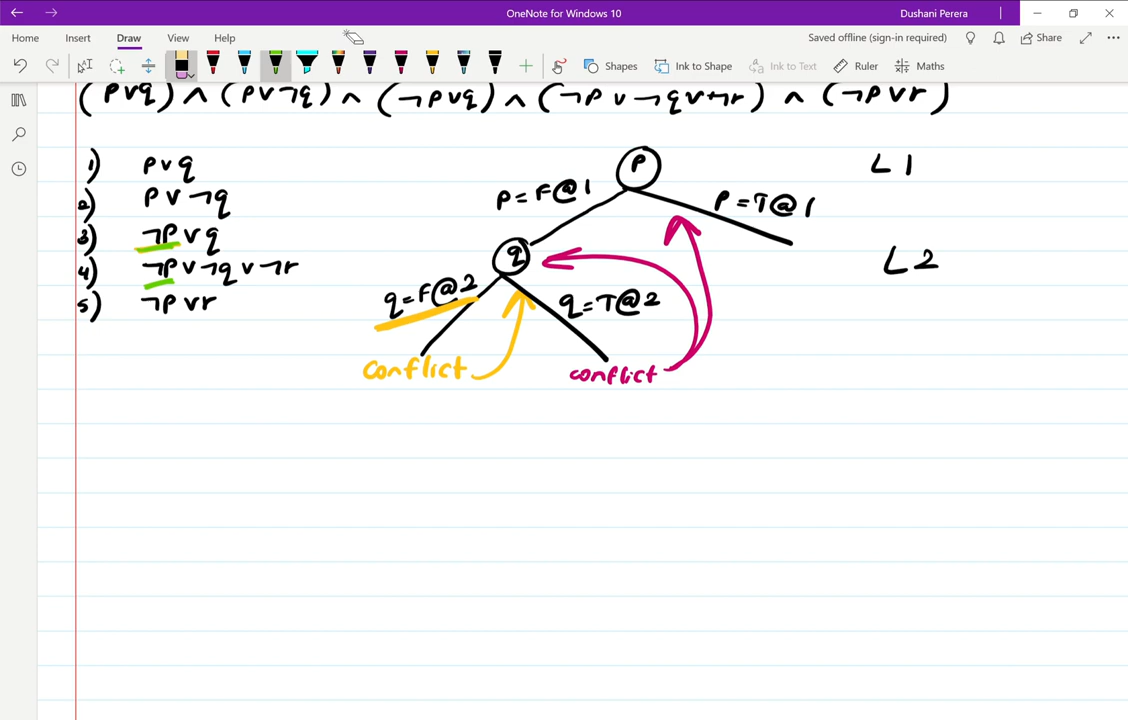 OneNote for Windows 10
Dushani Perera
Home Insert Draw View Help
Saved offline (sign-in required)
Share
Shapes
Ink to Shape
Ink to Text
Ruler
Maths
(p∨q) ∧ (p∨¬q) ∧ (¬p∨q) ∧ (¬p∨¬q∨¬r) ∧ (¬p∨r)
1) p∨q
2) p∨¬q
3) ¬p∨q
4) ¬p∨¬q∨¬r
5) ¬p∨r
P
L1
P=F@1
P=T@1
q
L2
q=F@2
q=T@2
conflict
conflict